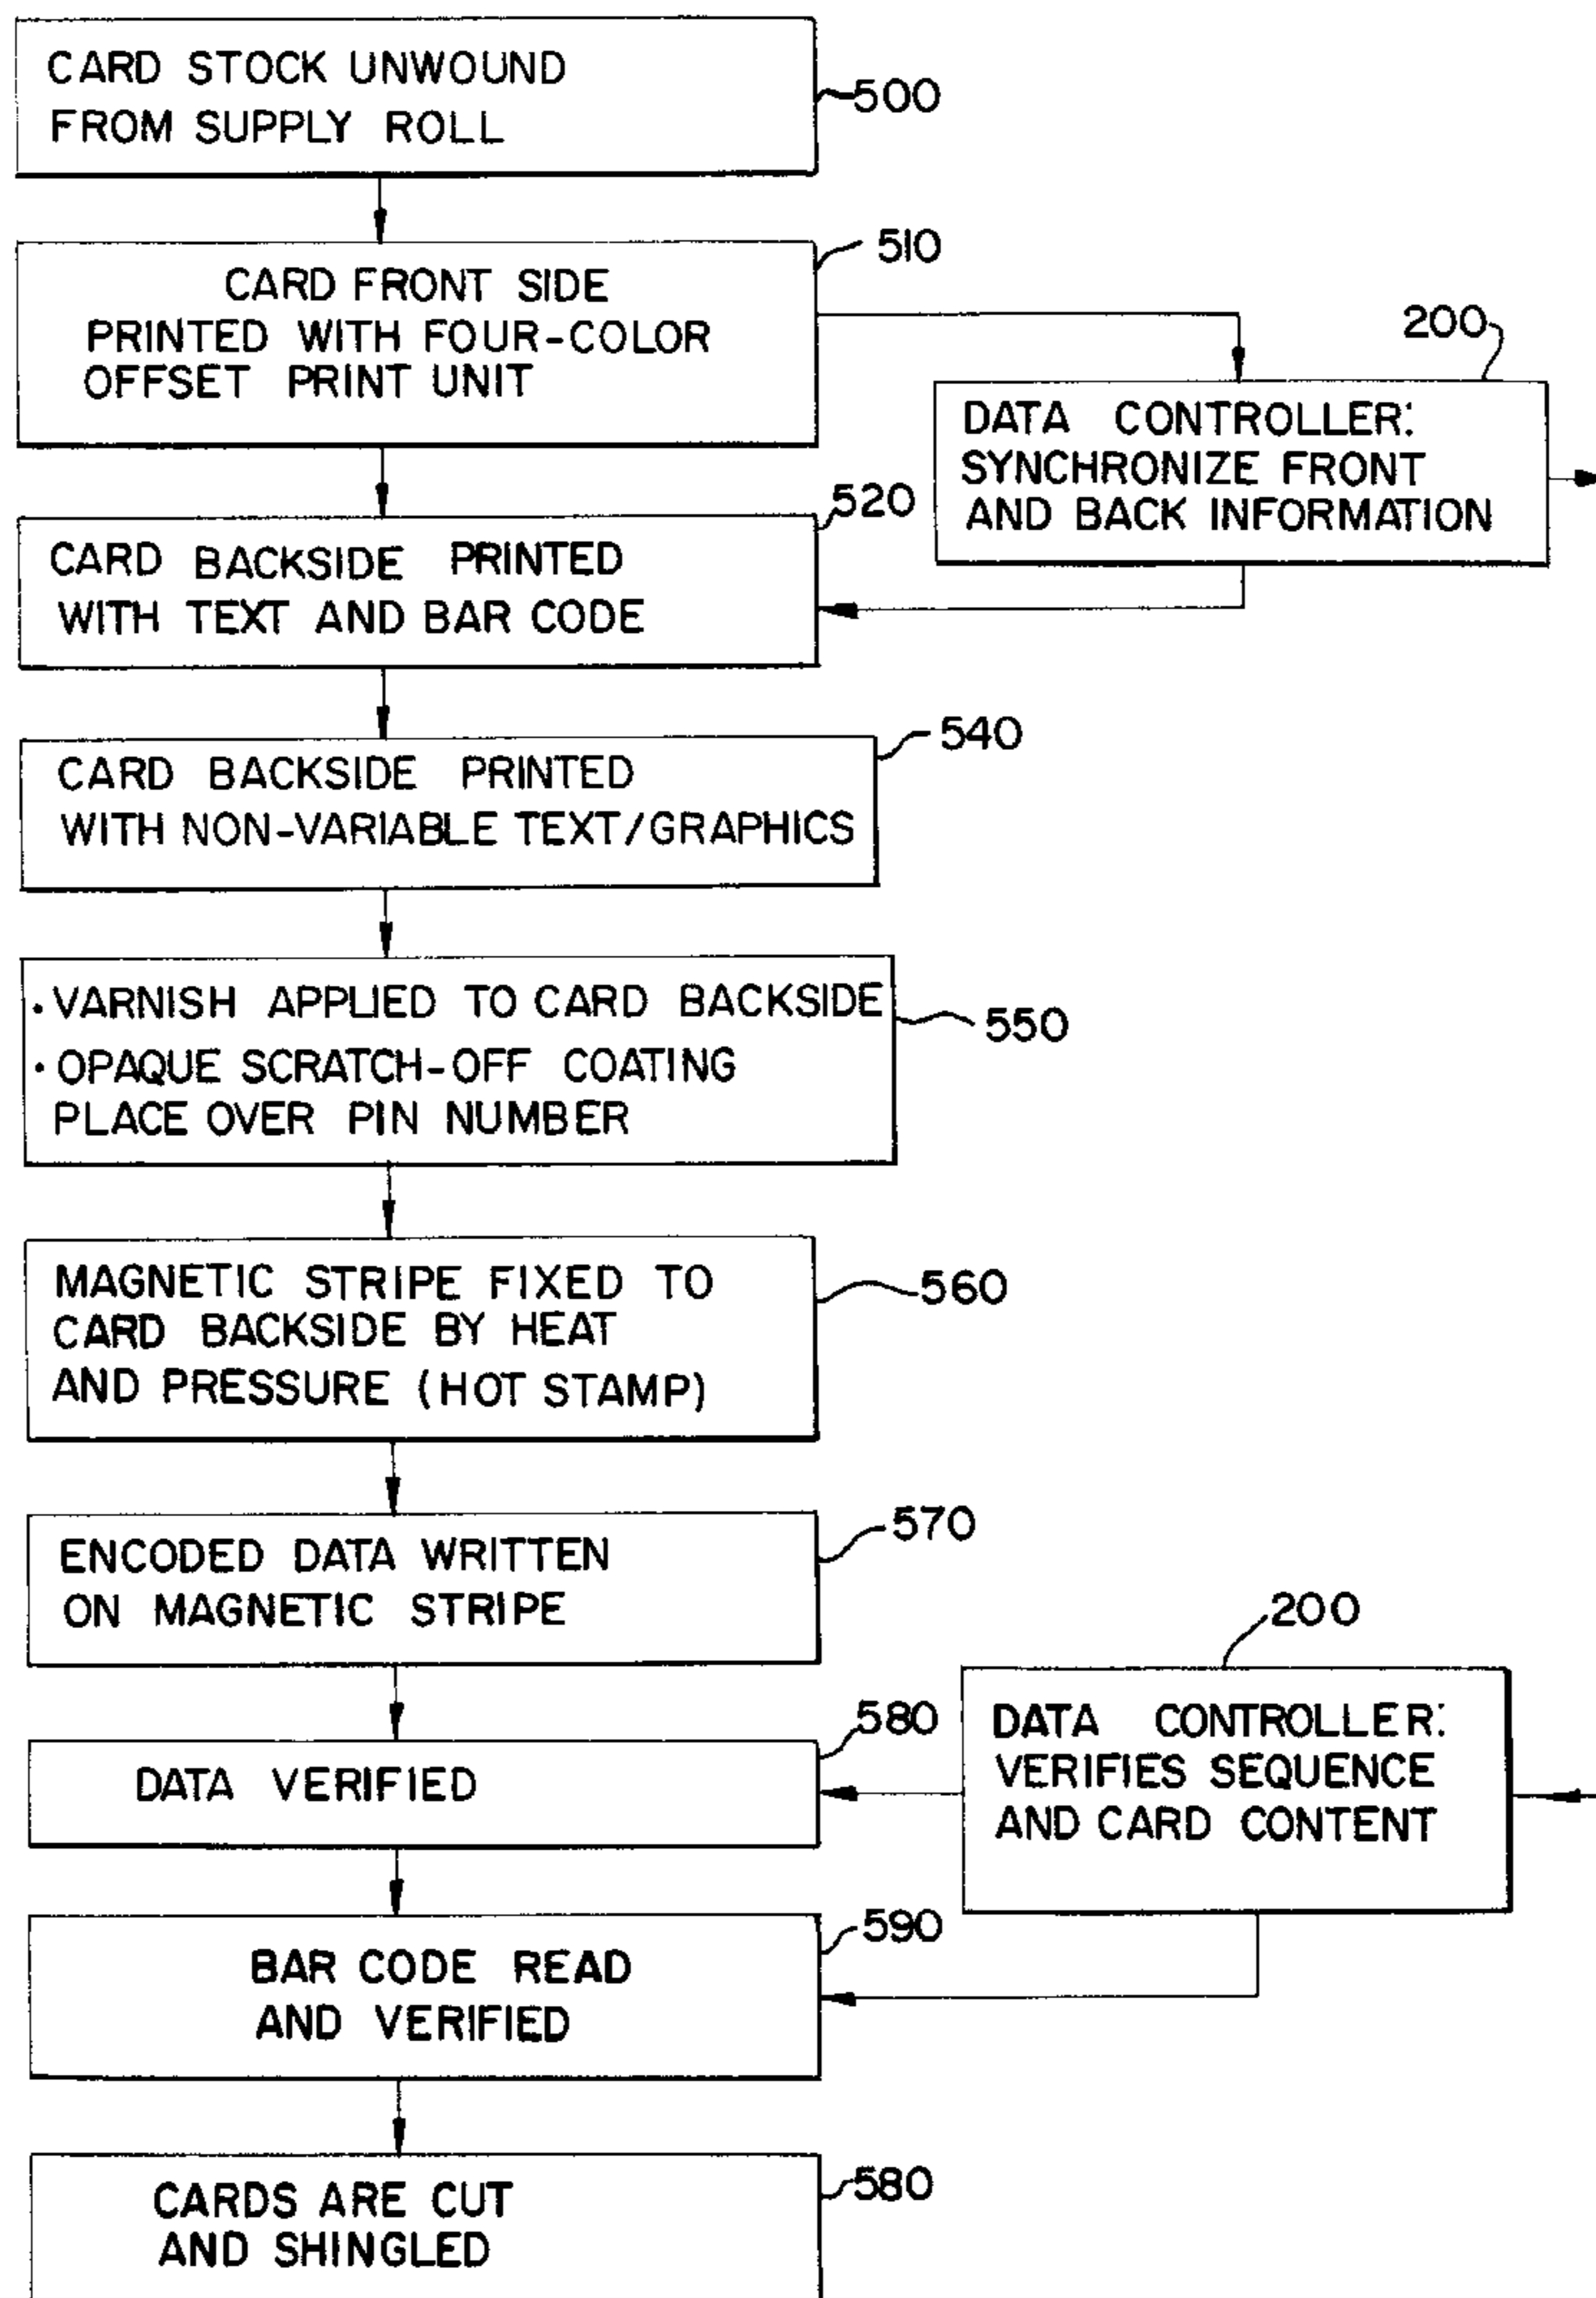 CARD STOCK UNWOUND
FROM SUPPLY ROLL
500
CARD FRONT SIDE
PRINTED WITH FOUR-COLOR
OFFSET PRINT UNIT
510
200
DATA CONTROLLER:
SYNCHRONIZE FRONT
AND BACK INFORMATION
520
CARD BACKSIDE PRINTED
WITH TEXT AND BAR CODE
540
CARD BACKSIDE PRINTED
WITH NON-VARIABLE TEXT/GRAPHICS
· VARNISH APPLIED TO CARD BACKSIDE
· OPAQUE SCRATCH-OFF COATING
PLACE OVER PIN NUMBER
550
MAGNETIC STRIPE FIXED TO
CARD BACKSIDE BY HEAT
AND PRESSURE (HOT STAMP)
560
570
ENCODED DATA WRITTEN
ON MAGNETIC STRIPE
200
DATA CONTROLLER:
VERIFIES SEQUENCE
AND CARD CONTENT
580
DATA VERIFIED
590
BAR CODE READ
AND VERIFIED
580
CARDS ARE CUT
AND SHINGLED